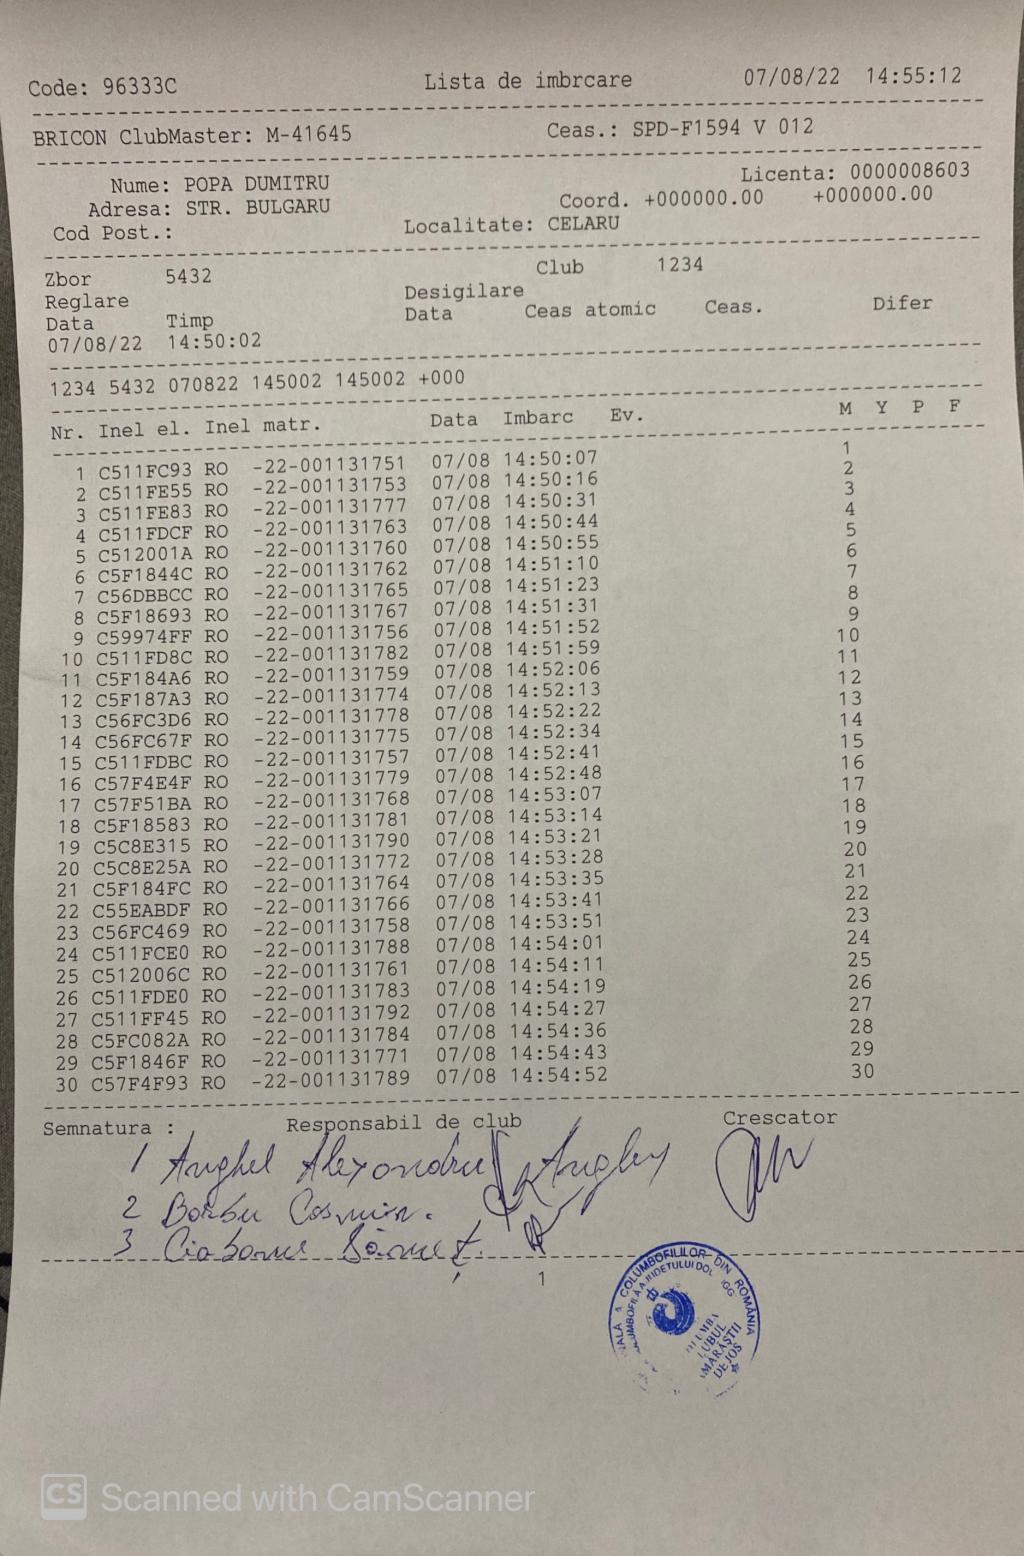 Code: 96333C Lista de imbrcare 07/08/22 14:55:12
BRICON ClubMaster: M-41645 Ceas.: SPD-F1594 V 012
Licenta: 0000008603
Nume: POPA DUMITRU
Adresa: STR. BULGARU Coord. +000000.00 +000000.00
Cod Post.: Localitate: CELARU
Zbor 5432 Club 1234
Reglare Desigilare
Data Timp Data Ceas atomic Ceas. Difer
07/08/22 14:50:02
1234 5432 070822 145002 145002 +000
Nr. Inel el. Inel matr. Data Imbarc Ev. M Y P F
1 C511FC93 RO -22-001131751 07/08 14:50:07 1
2 C511FE55 RO -22-001131753 07/08 14:50:16 2
3 C511FE83 RO -22-001131777 07/08 14:50:31 3
4 C511FDCF RO -22-001131763 07/08 14:50:44 4
5 C512001A RO -22-001131760 07/08 14:50:55 5
6 C5F1844C RO -22-001131762 07/08 14:51:10 6
7 C56DBBCC RO -22-001131765 07/08 14:51:23 7
8 C5F18693 RO -22-001131767 07/08 14:51:31 8
9 C59974FF RO -22-001131756 07/08 14:51:52 9
10 C511FD8C RO -22-001131782 07/08 14:51:59 10
11 C5F184A6 RO -22-001131759 07/08 14:52:06 11
12 C5F187A3 RO -22-001131774 07/08 14:52:13 12
13 C56FC3D6 RO -22-001131778 07/08 14:52:22 13
14 C56FC67F RO -22-001131775 07/08 14:52:34 14
15 C511FDBC RO -22-001131757 07/08 14:52:41 15
16 C57F4E4F RO -22-001131779 07/08 14:52:48 16
17 C57F51BA RO -22-001131768 07/08 14:53:07 17
18 C5F18583 RO -22-001131781 07/08 14:53:14 18
19 C5C8E315 RO -22-001131790 07/08 14:53:21 19
20 C5C8E25A RO -22-001131772 07/08 14:53:28 20
21 C5F184FC RO -22-001131764 07/08 14:53:35 21
22 C55EABDF RO -22-001131766 07/08 14:53:41 22
23 C56FC469 RO -22-001131758 07/08 14:53:51 23
24 C511FCE0 RO -22-001131788 07/08 14:54:01 24
25 C512006C RO -22-001131761 07/08 14:54:11 25
26 C511FDE0 RO -22-001131783 07/08 14:54:19 26
27 C511FF45 RO -22-001131792 07/08 14:54:27 27
28 C5FC082A RO -22-001131784 07/08 14:54:36 28
29 C5F1846F RO -22-001131771 07/08 14:54:43 29
30 C57F4F93 RO -22-001131789 07/08 14:54:52 30
Semnatura : Responsabil de club Crescator
1 Anghel Alexandru
2 Barbu Cosmin.
3
1
COLUMBOFILILOR DIN ROMÂNIA
JUDETULUI DOLJ
DE JOS
CS Scanned with CamScanner